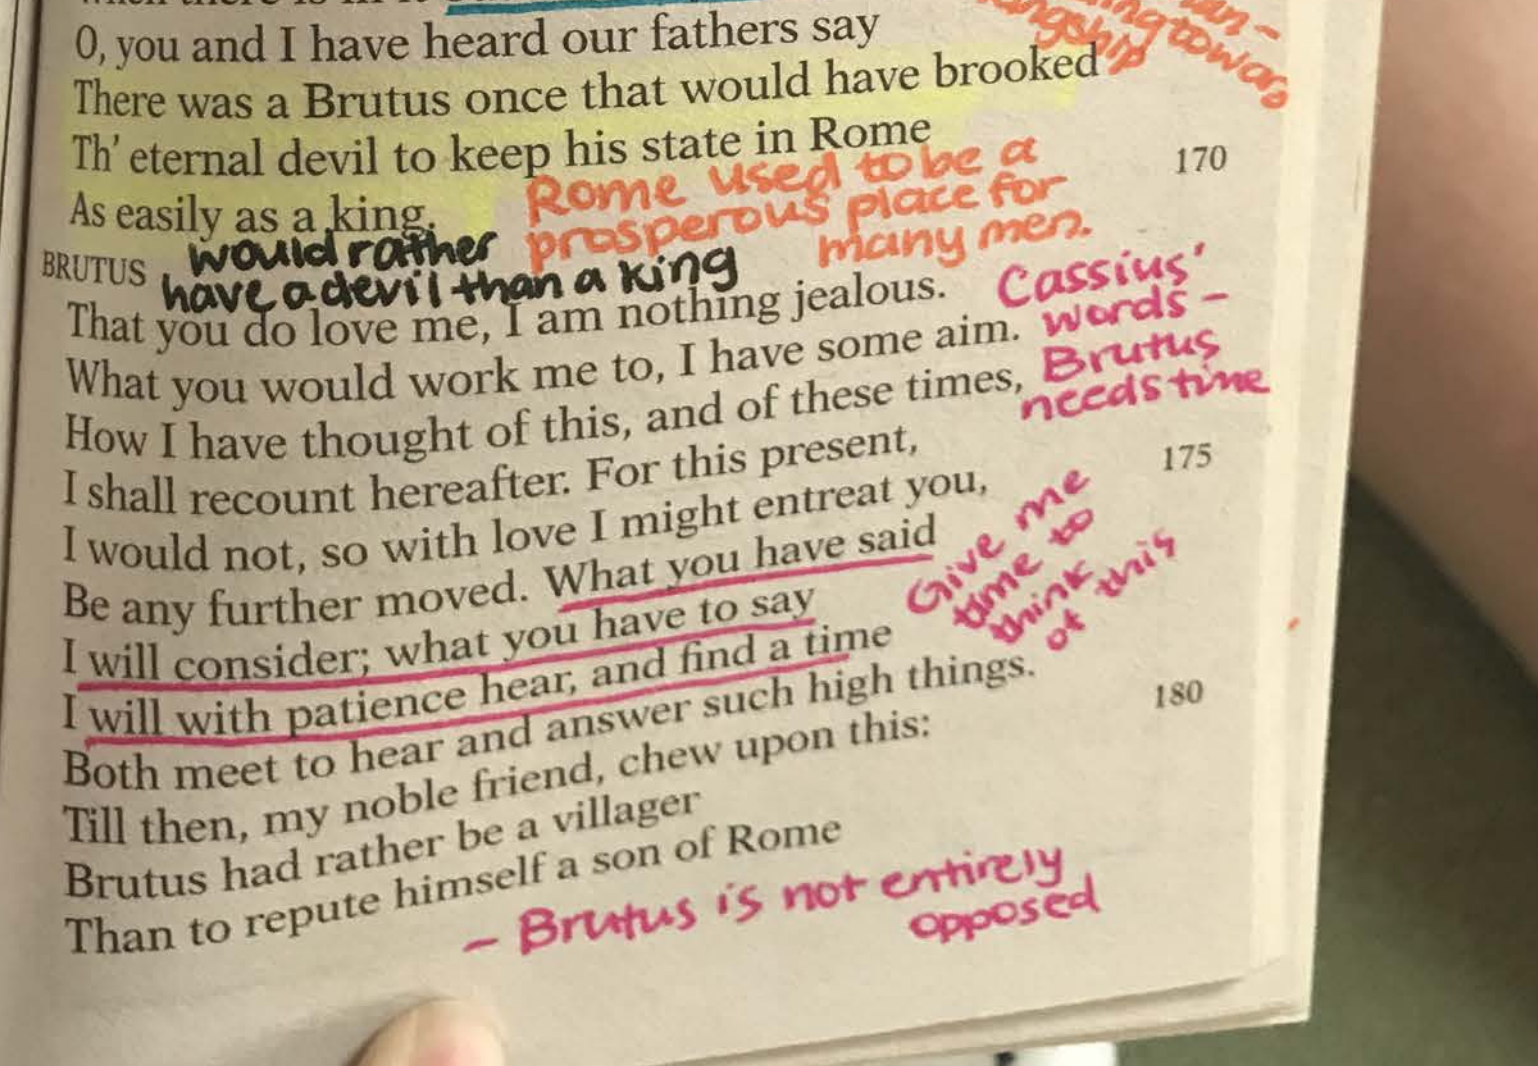 O, you and I have heard our fathers say
There was a Brutus once that would have brooked
Th' eternal devil to keep his state in Rome
170
As easily as a king.
Rome used to be a
prosperous place for
many men.
would rather
have a devil than a king
BRUTUS
That you do love me, I am nothing jealous.
What you would work me to, I have some aim.
How I have thought of this, and of these times,
Cassius'
words -
Brutus
needs time
I shall recount hereafter. For this present,
175
I would not, so with love I might entreat you,
Be any further moved. What you have said
I will consider; what you have to say
I will with patience hear, and find a time
Give me
time to
think
of this
Both meet to hear and answer such high things.
180
Till then, my noble friend, chew upon this:
Brutus had rather be a villager
Than to repute himself a son of Rome
- Brutus is not entirely
opposed